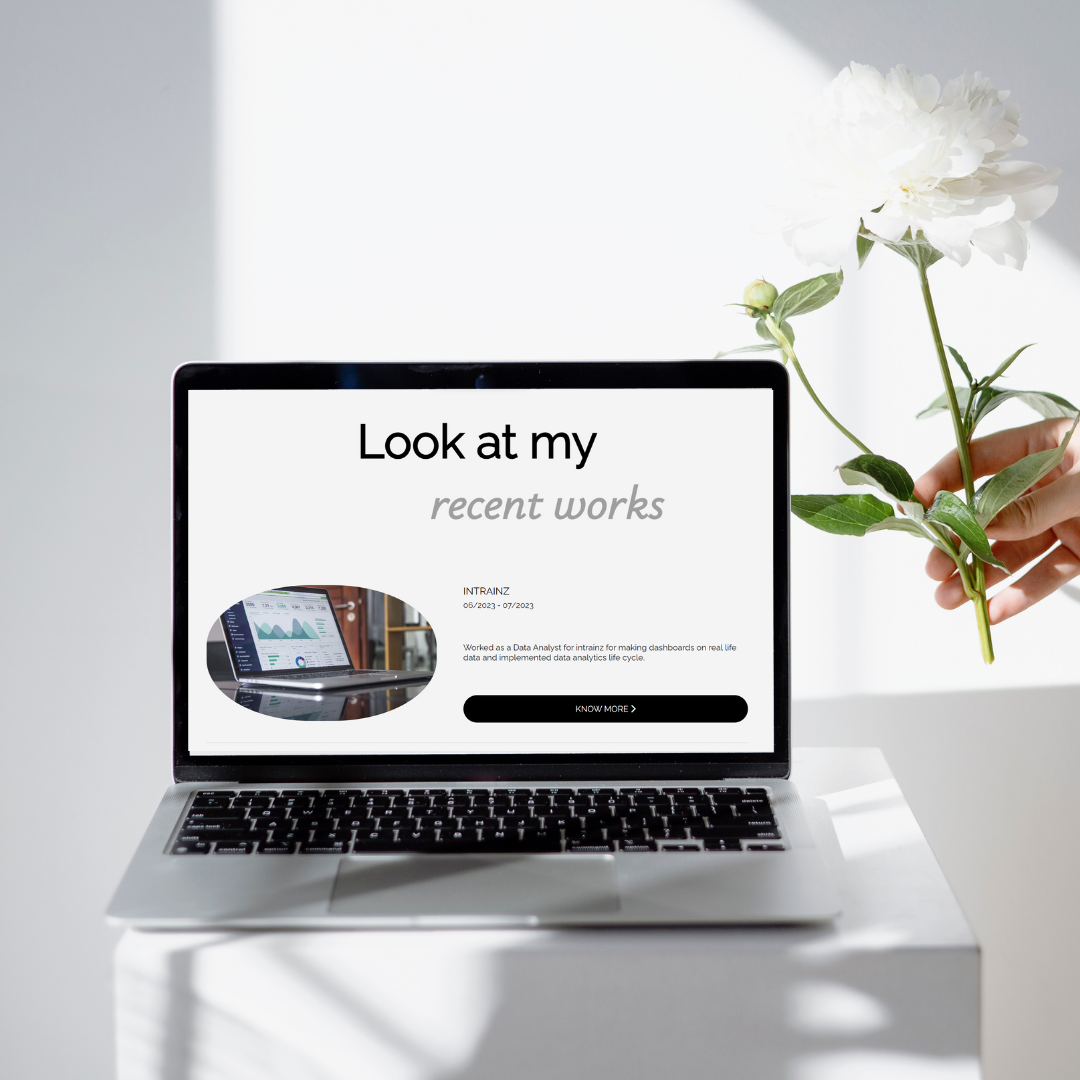 Look at my
recent works
INTRAINZ
06/2023 - 07/2023
Worked as a Data Analyst for intrainz for making dashboards on real life
data and implemented data analytics life cycle.
KNOW MORE